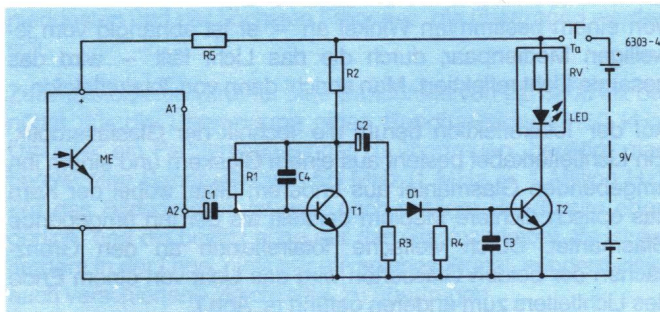 R5
R2
Ta
6303-4
+
RV
LED
9V
-
+
A1
ME
A2
C1
R1
C4
C2
T1
D1
R3
R4
C3
T2